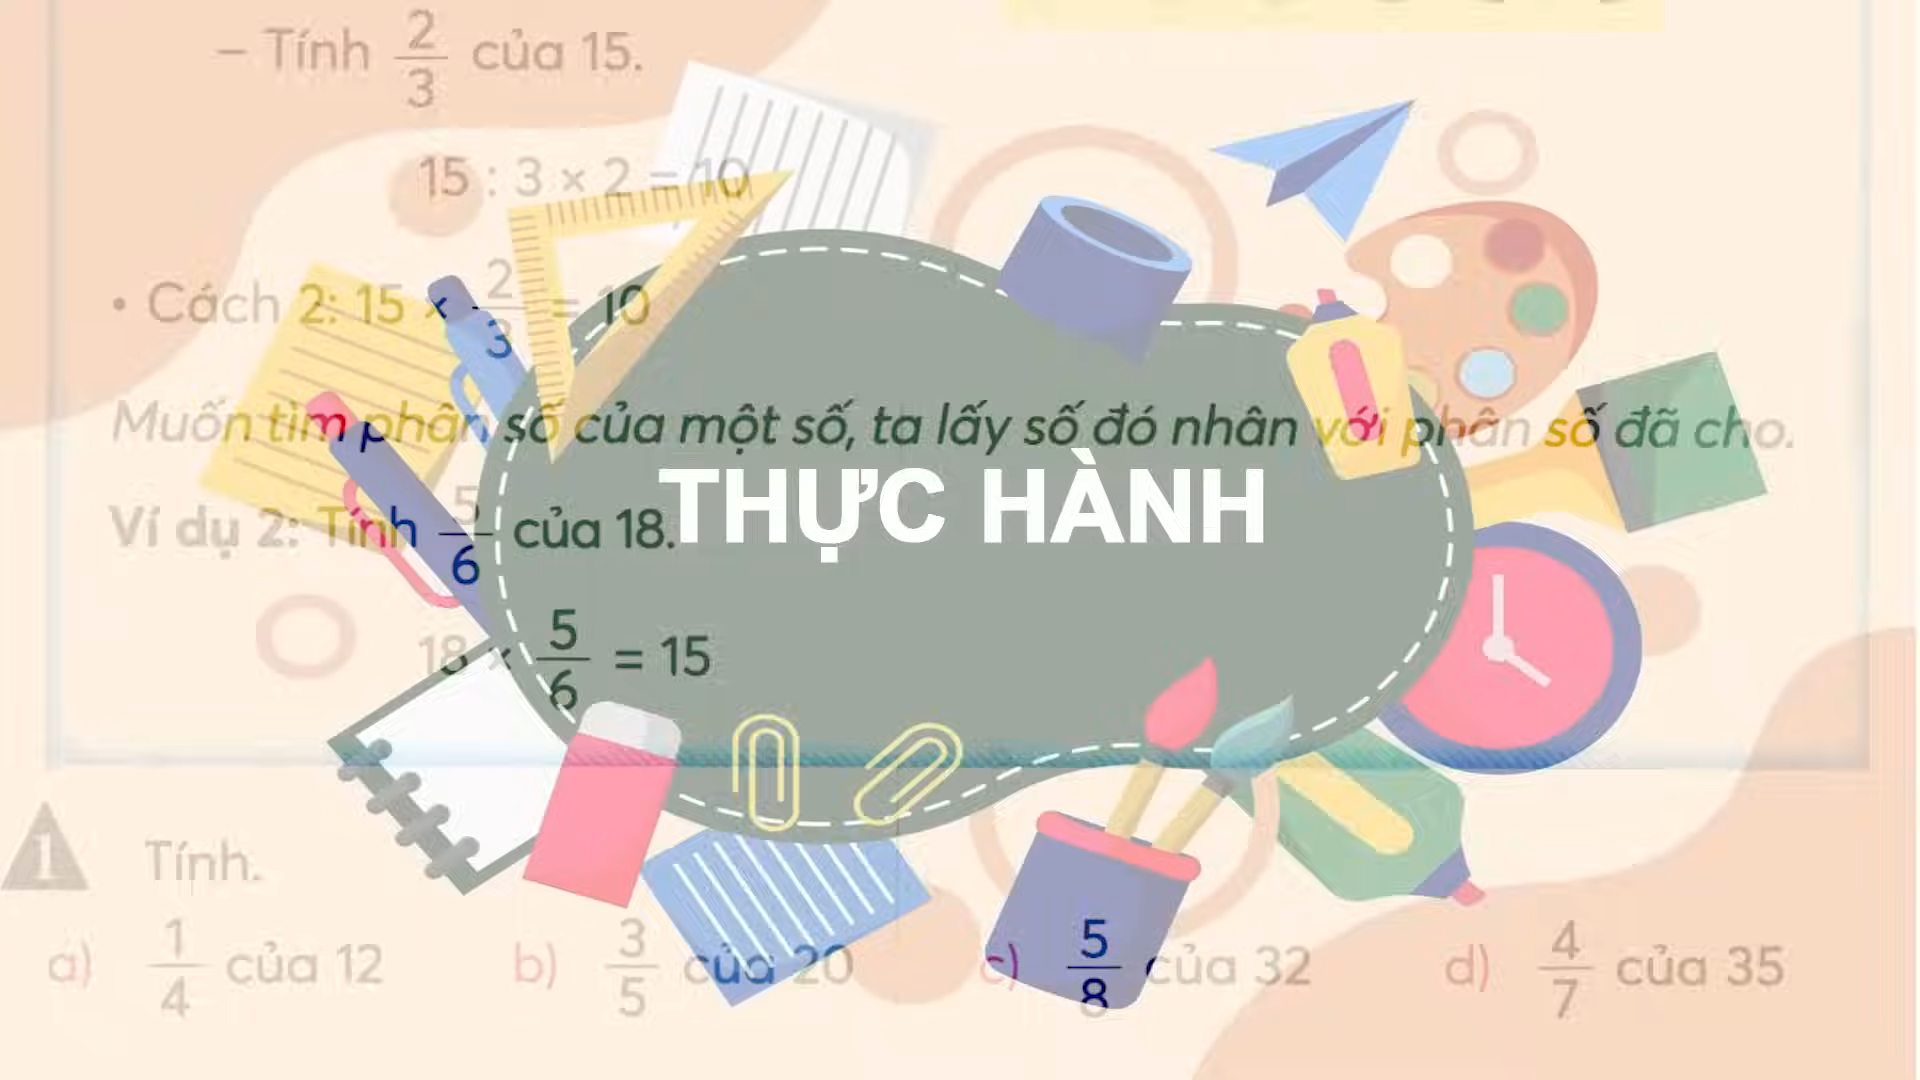 – Tính 2/3 của 15.
15 : 3 × 2 = 10
• Cách 2: 15 × 2/3 = 10
Muốn tìm phân số của một số, ta lấy số đó nhân với phân số đã cho.
THỰC HÀNH
Ví dụ 2: Tính 5/6 của 18.
18 × 5/6 = 15
1 Tính.
a) 1/4 của 12 b) 3/5 của 20 c) 5/8 của 32 d) 4/7 của 35